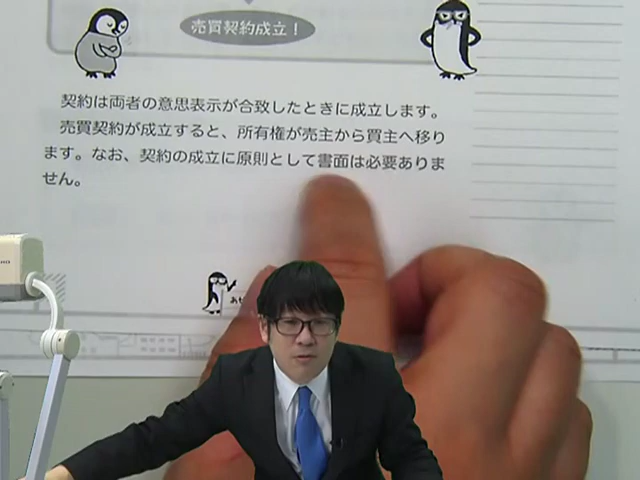 売買契約成立！
契約は両者の意思表示が合致したときに成立します。
売買契約が成立すると、所有権が売主から買主へ移り
ます。なお、契約の成立に原則として書面は必要ありま
せん。